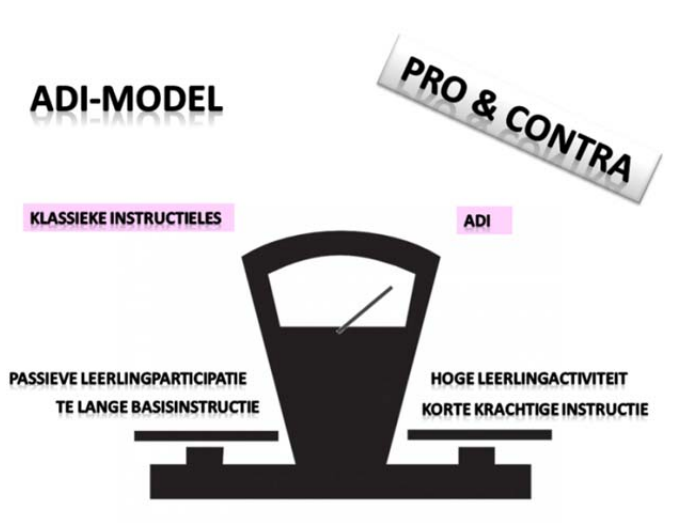 ADI-MODEL
PRO & CONTRA
KLASSIEKE INSTRUCTIELES
ADI
PASSIEVE LEERLINGPARTICIPATIE
TE LANGE BASISINSTRUCTIE
HOGE LEERLINGACTIVITEIT
KORTE KRACHTIGE INSTRUCTIE